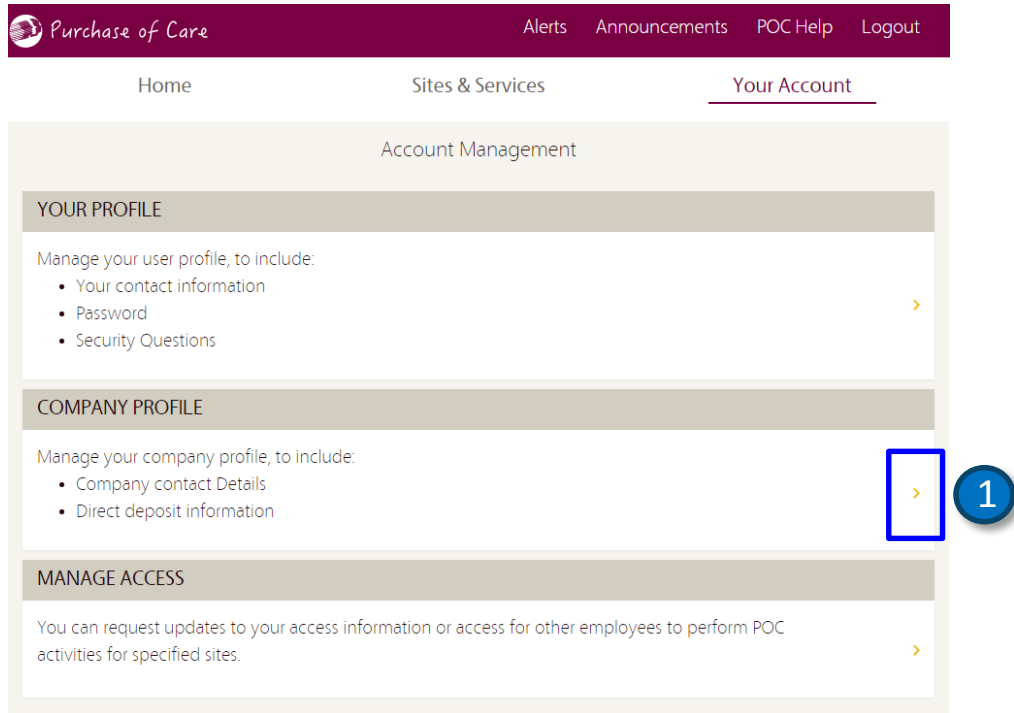 Purchase of Care
Alerts Announcements POC Help Logout
Home Sites & Services Your Account
Account Management
YOUR PROFILE
Manage your user profile, to include:
• Your contact information
• Password
• Security Questions
COMPANY PROFILE
Manage your company profile, to include:
• Company contact Details
• Direct deposit information
1
MANAGE ACCESS
You can request updates to your access information or access for other employees to perform POC
activities for specified sites.